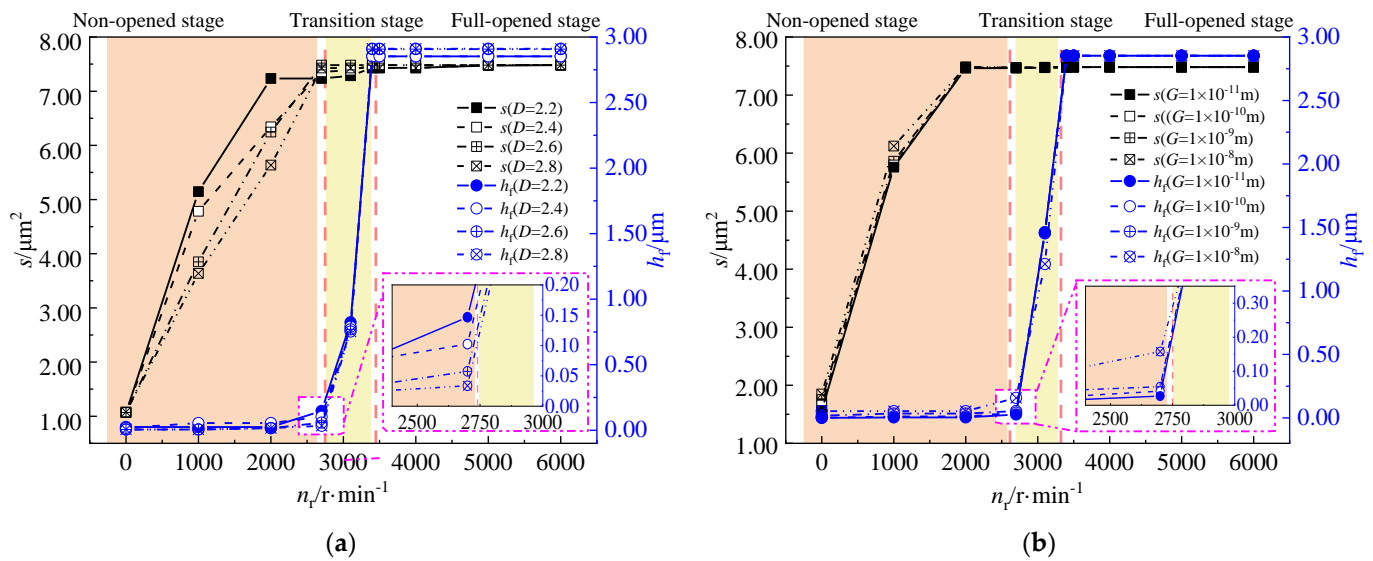 Non-opened stage Transition stage Full-opened stage
8.00
7.00
6.00
5.00
4.00
3.00
2.00
1.00
s/μm²
3.00
2.50
2.00
1.50
1.00
0.50
0.00
h_f/μm
s(D=2.2)
s(D=2.4)
s(D=2.6)
s(D=2.8)
h_f(D=2.2)
h_f(D=2.4)
h_f(D=2.6)
h_f(D=2.8)
0.20
0.15
0.10
0.05
0.00
2500 2750 3000
0 1000 2000 3000 4000 5000 6000
n_r/r·min⁻¹
(a)
Non-opened stage Transition stage Full-opened stage
8.00
7.00
6.00
5.00
4.00
3.00
2.00
1.00
s/μm²
3.00
2.50
2.00
1.50
1.00
0.50
0.00
h_f/μm
s(G=1×10⁻¹¹m)
s((G=1×10⁻¹⁰m)
s(G=1×10⁻⁹m)
s(G=1×10⁻⁸m)
h_f(G=1×10⁻¹¹m)
h_f(G=1×10⁻¹⁰m)
h_f(G=1×10⁻⁹m)
h_f(G=1×10⁻⁸m)
0.30
0.20
0.10
0.00
2500 2750 3000
0 1000 2000 3000 4000 5000 6000
n_r/r·min⁻¹
(b)